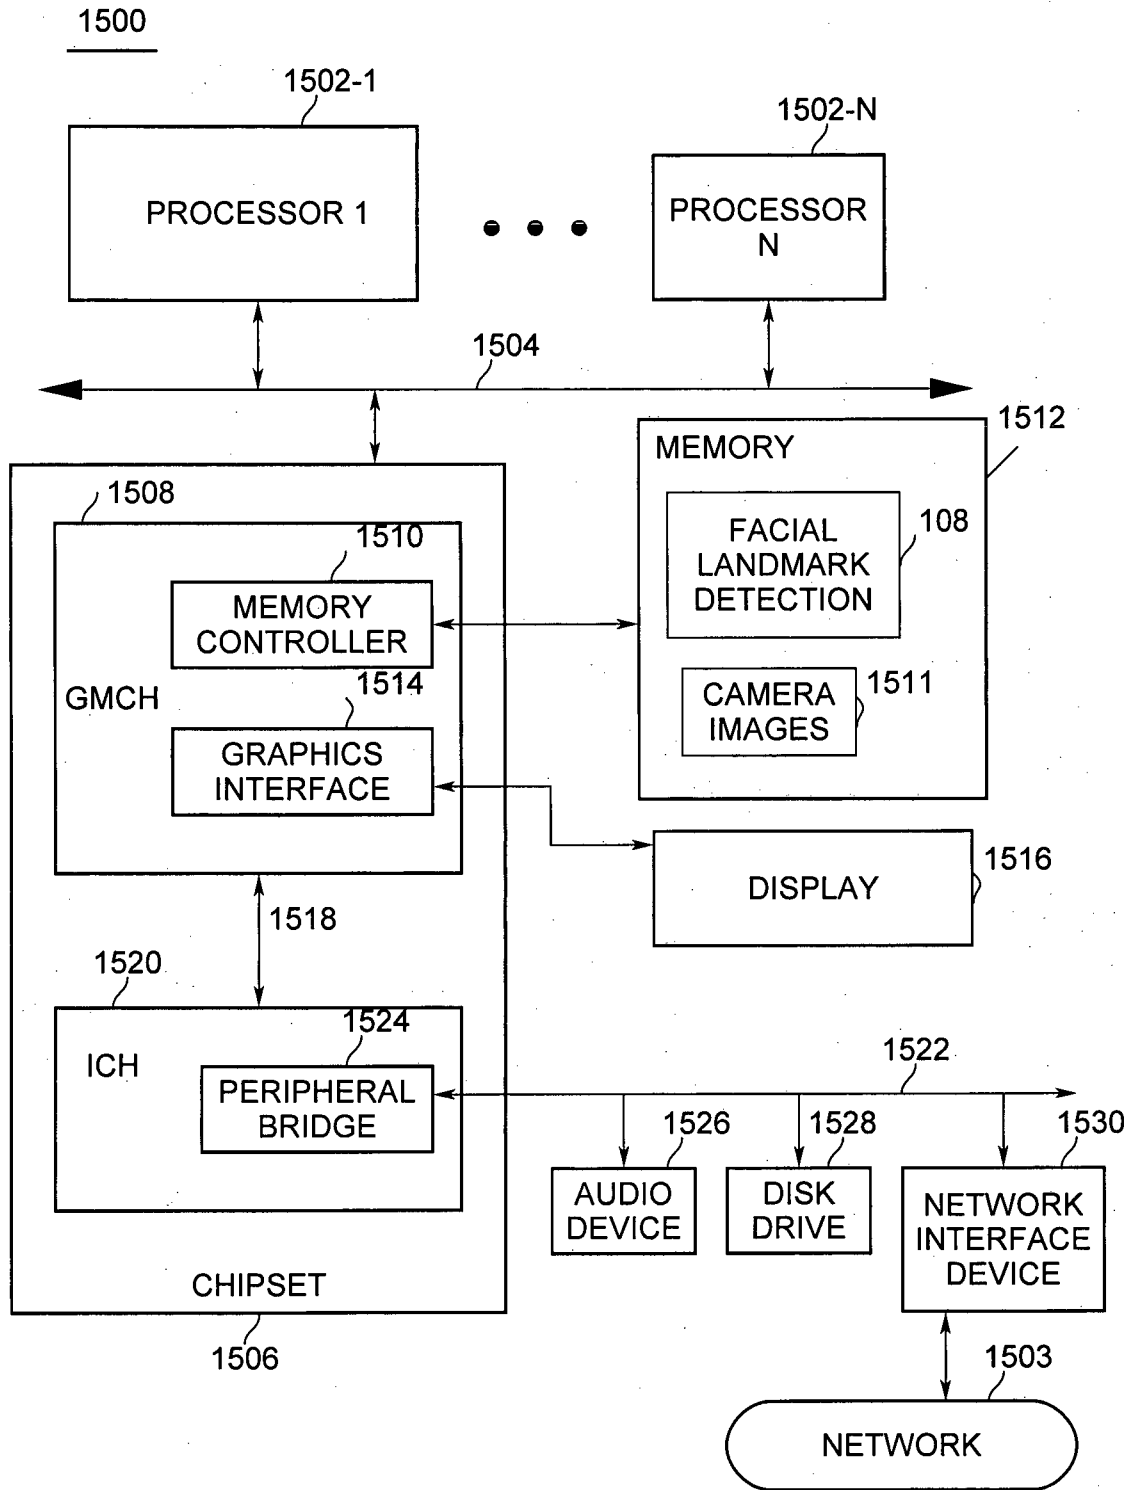 1500
1502-1
1502-N
PROCESSOR 1
PROCESSOR
N
1504
1512
MEMORY
1508
1510
FACIAL
LANDMARK
DETECTION
108
MEMORY
CONTROLLER
GMCH
1514
CAMERA
IMAGES
1511
GRAPHICS
INTERFACE
DISPLAY
1516
1518
1520
1524
ICH
PERIPHERAL
BRIDGE
1522
1526
1528
1530
AUDIO
DEVICE
DISK
DRIVE
NETWORK
INTERFACE
DEVICE
CHIPSET
1506
1503
NETWORK